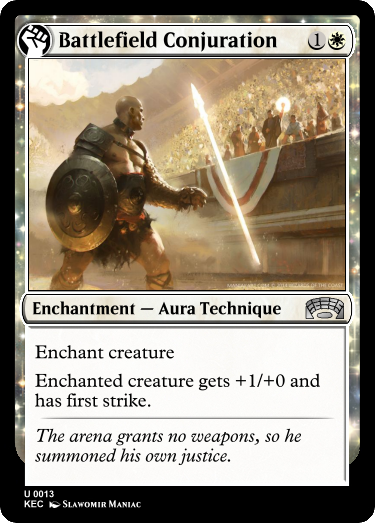 Battlefield Conjuration 1
Enchantment — Aura Technique
Enchant creature
Enchanted creature gets +1/+0 and
has first strike.
The arena grants no weapons, so he
summoned his own justice.
U 0013
KEC Slawomir Maniac